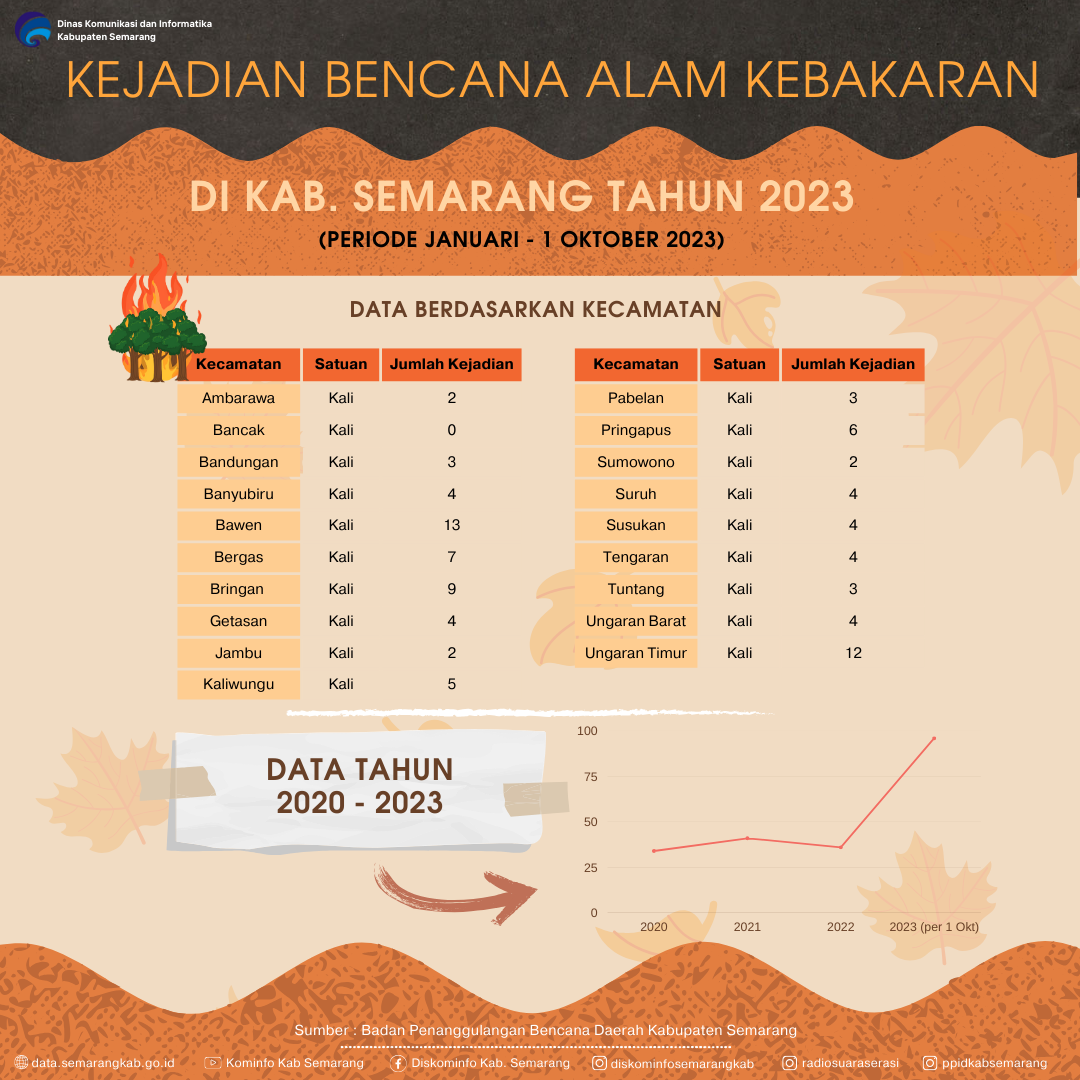 Dinas Komunikasi dan Informatika
Kabupaten Semarang
KEJADIAN BENCANA ALAM KEBAKARAN
DI KAB. SEMARANG TAHUN 2023
(PERIODE JANUARI - 1 OKTOBER 2023)
DATA BERDASARKAN KECAMATAN
Kecamatan Satuan Jumlah Kejadian
Ambarawa Kali 2
Bancak Kali 0
Bandungan Kali 3
Banyubiru Kali 4
Bawen Kali 13
Bergas Kali 7
Bringan Kali 9
Getasan Kali 4
Jambu Kali 2
Kaliwungu Kali 5
Kecamatan Satuan Jumlah Kejadian
Pabelan Kali 3
Pringapus Kali 6
Sumowono Kali 2
Suruh Kali 4
Susukan Kali 4
Tengaran Kali 4
Tuntang Kali 3
Ungaran Barat Kali 4
Ungaran Timur Kali 12
DATA TAHUN
2020 - 2023
100
75
50
25
0
2020 2021 2022 2023 (per 1 Okt)
Sumber : Badan Penanggulangan Bencana Daerah Kabupaten Semarang
data.semarangkab.go.id Kominfo Kab Semarang Diskominfo Kab. Semarang diskominfosemarangkab radiosuaraserasi ppidkabsemarang